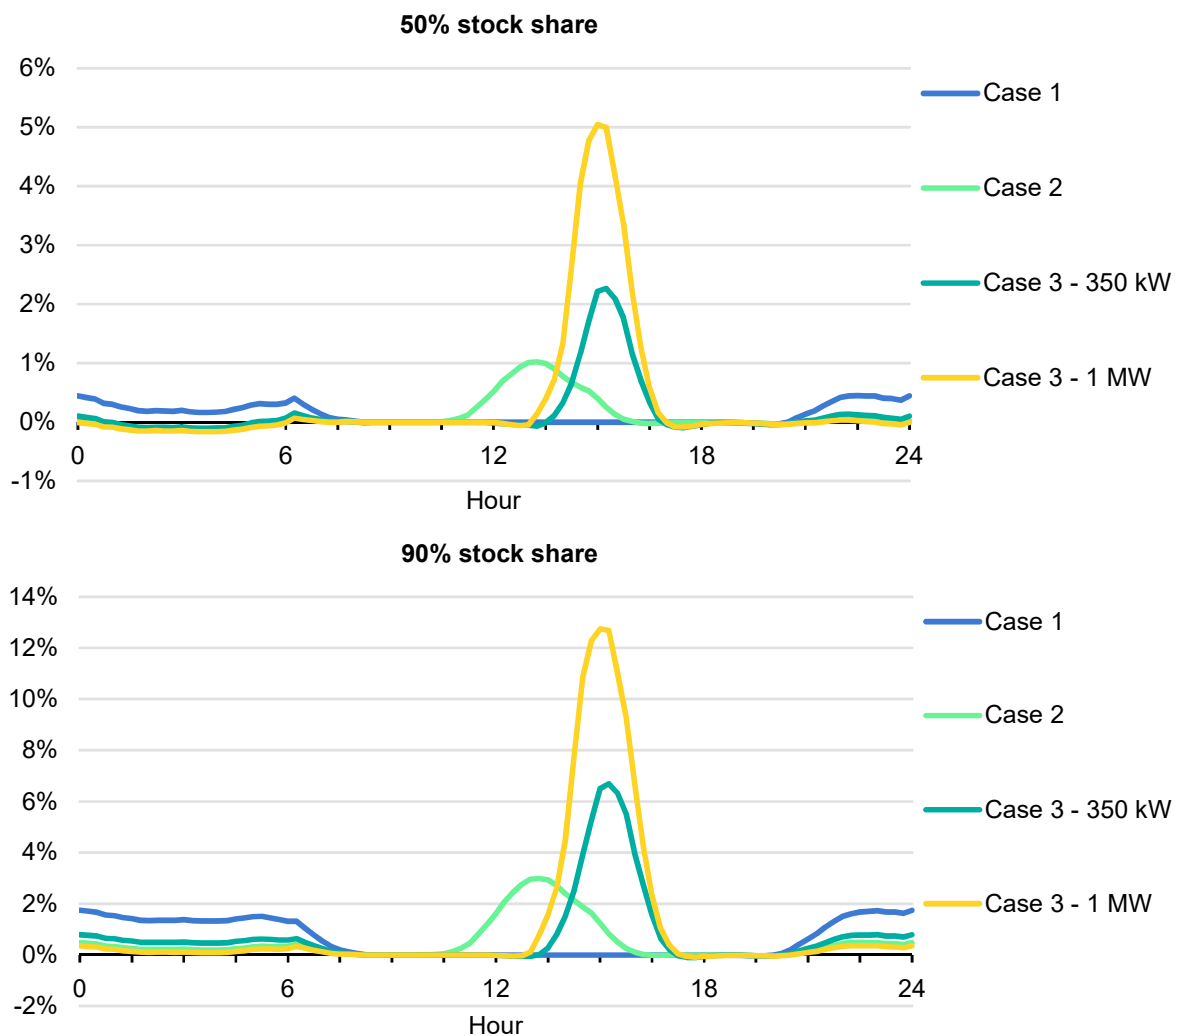 50% stock share
6%
5%
4%
3%
2%
1%
0%
-1%
0 6 12 18 24
Hour
Case 1
Case 2
Case 3 - 350 kW
Case 3 - 1 MW
90% stock share
14%
12%
10%
8%
6%
4%
2%
0%
-2%
0 6 12 18 24
Hour
Case 1
Case 2
Case 3 - 350 kW
Case 3 - 1 MW